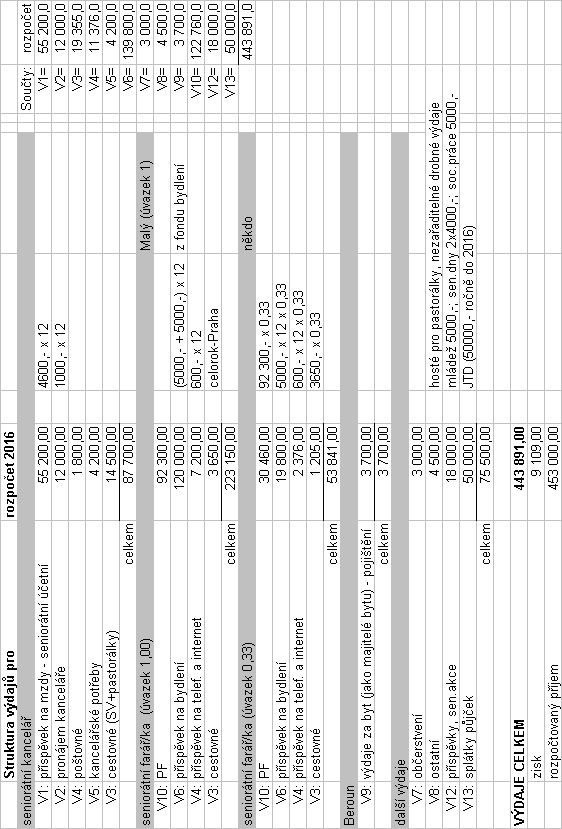 Struktura výdajů pro rozpočet 2016 Součty: rozpočet
seniorátní kancelář V1= 55 200,0
V1: příspěvek na mzdy - seniorátní účetní 55 200,00 4600,- x 12 V2= 12 000,0
V2: pronájem kanceláře 12 000,00 1000,- x 12 V3= 19 355,0
V4: poštovné 1 800,00 V4= 11 376,0
V5: kancelářské potřeby 4 200,00 V5= 4 200,0
V3: cestovné (SV+pastorálky) 14 500,00 V6= 139 800,0
celkem 87 700,00
seniorátní farář/ka (úvazek 1,00) Malý (úvazek 1) V7= 3 000,0
V10: PF 92 300,00 V8= 4 500,0
V6: příspěvek na bydlení 120 000,00 (5000,- + 5000,-) x 12 z fondu bydlení V9= 3 700,0
V4: příspěvek na telef. a internet 7 200,00 600,- x 12 V10= 122 760,0
V3: cestovné 3 650,00 celorok-Praha V12= 18 000,0
celkem 223 150,00 V13= 50 000,0
seniorátní farář/ka (úvazek 0,33) někdo 443 891,0
V10: PF 30 460,00 92 300,- x 0,33
V6: příspěvek na bydlení 19 800,00 5000,- x 12 x 0,33
V4: příspěvek na telef. a internet 2 376,00 600,- x 12 x 0,33
V3: cestovné 1 205,00 3650,- x 0,33
celkem 53 841,00
Beroun
V9: výdaje za byt (jako majitelé bytu) - pojištění 3 700,00
celkem 3 700,00
další výdaje
V7: občerstvení 3 000,00
V8: ostatní 4 500,00 hosté pro pastorálky, nezařaditelné drobné výdaje
V12: příspěvky, sen.akce 18 000,00 mládež 5000,-; sen.dny 2x4000,-; soc.práce 5000,-
V13: splátky půjček 50 000,00 JTD (50000,- ročně do 2016)
celkem 75 500,00
VÝDAJE CELKEM 443 891,00
zisk 9 109,00
rozpočtovaný příjem 453 000,00